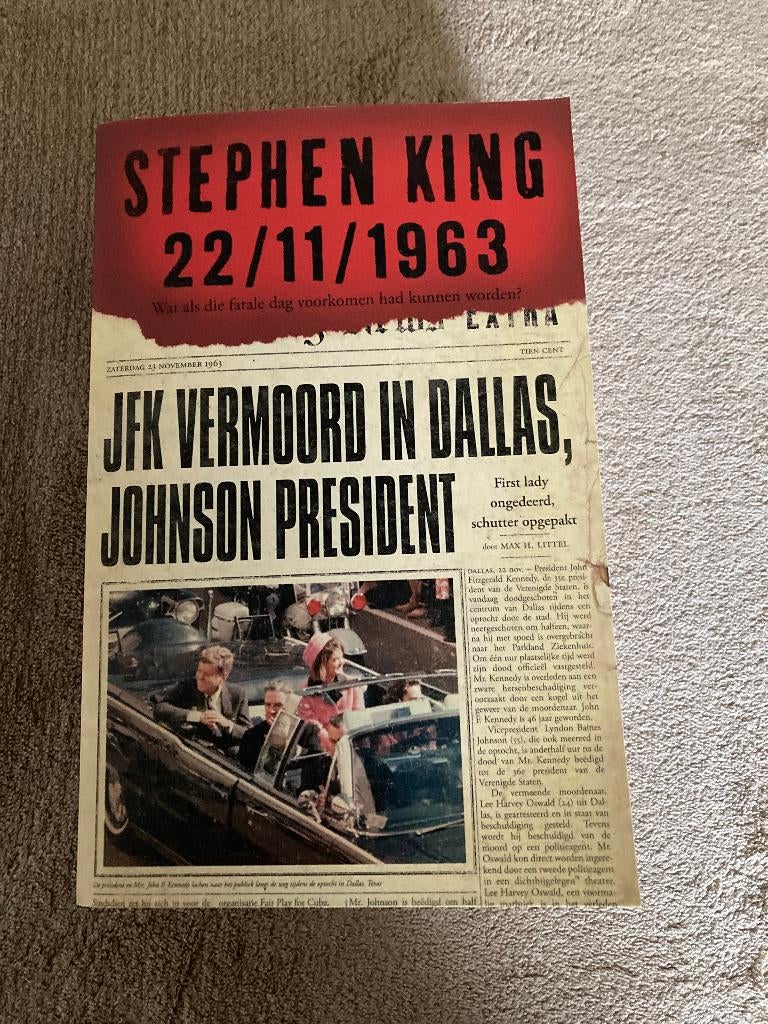 STEPHEN KING
22/11/1963
Wat als die fatale dag voorkomen had kunnen worden?
EXTRA
ZATERDAG 23 NOVEMBER 1963
TIEN CENT
JFK VERMOORD IN DALLAS,
JOHNSON PRESIDENT
First lady
ongedeerd,
schutter opgepakt
door MAX H. LITTEL
DALLAS, 22 nov. – President John
Fitzgerald Kennedy, de 35e presi-
dent van de Verenigde Staten, is
vandaag doodgeschoten in het
centrum van Dallas tijdens een
optocht door de stad. Hij werd
neergeschoten om halfeen, waar-
na hij met spoed is overgebracht
naar het Parkland Ziekenhuis.
Om één uur plaatselijke tijd werd
zijn dood officieel vastgesteld.
Mr. Kennedy is overleden aan een
zware hersenbeschadiging ver-
oorzaakt door een kogel uit het
geweer van de moordenaar. John
F. Kennedy is 46 jaar geworden.
Vicepresident Lyndon Baines
Johnson (55), die ook meereed in
de optocht, is anderhalf uur na de
dood van Mr. Kennedy beëdigd
tot de 36e president van de
Verenigde Staten.
De vermeende moordenaar,
Lee Harvey Oswald (24) uit Dal-
las, is gearresteerd en in staat van
beschuldiging gesteld. Tevens
wordt hij beschuldigd van de
moord op een politieagent. Mr.
Oswald kon direct worden ingere-
kend door een tweede politieagent
in een dichtbijgelegen theater.
Lee Harvey Oswald, een voorma-
De president en Mrs. John F. Kennedy lachen naar het publiek langs de weg tijdens de optocht in Dallas, Texas
Sindsdien zet hij zich in voor de
organisatie Fair Play for Cuba.
Mr. Johnson is beëdigd om half